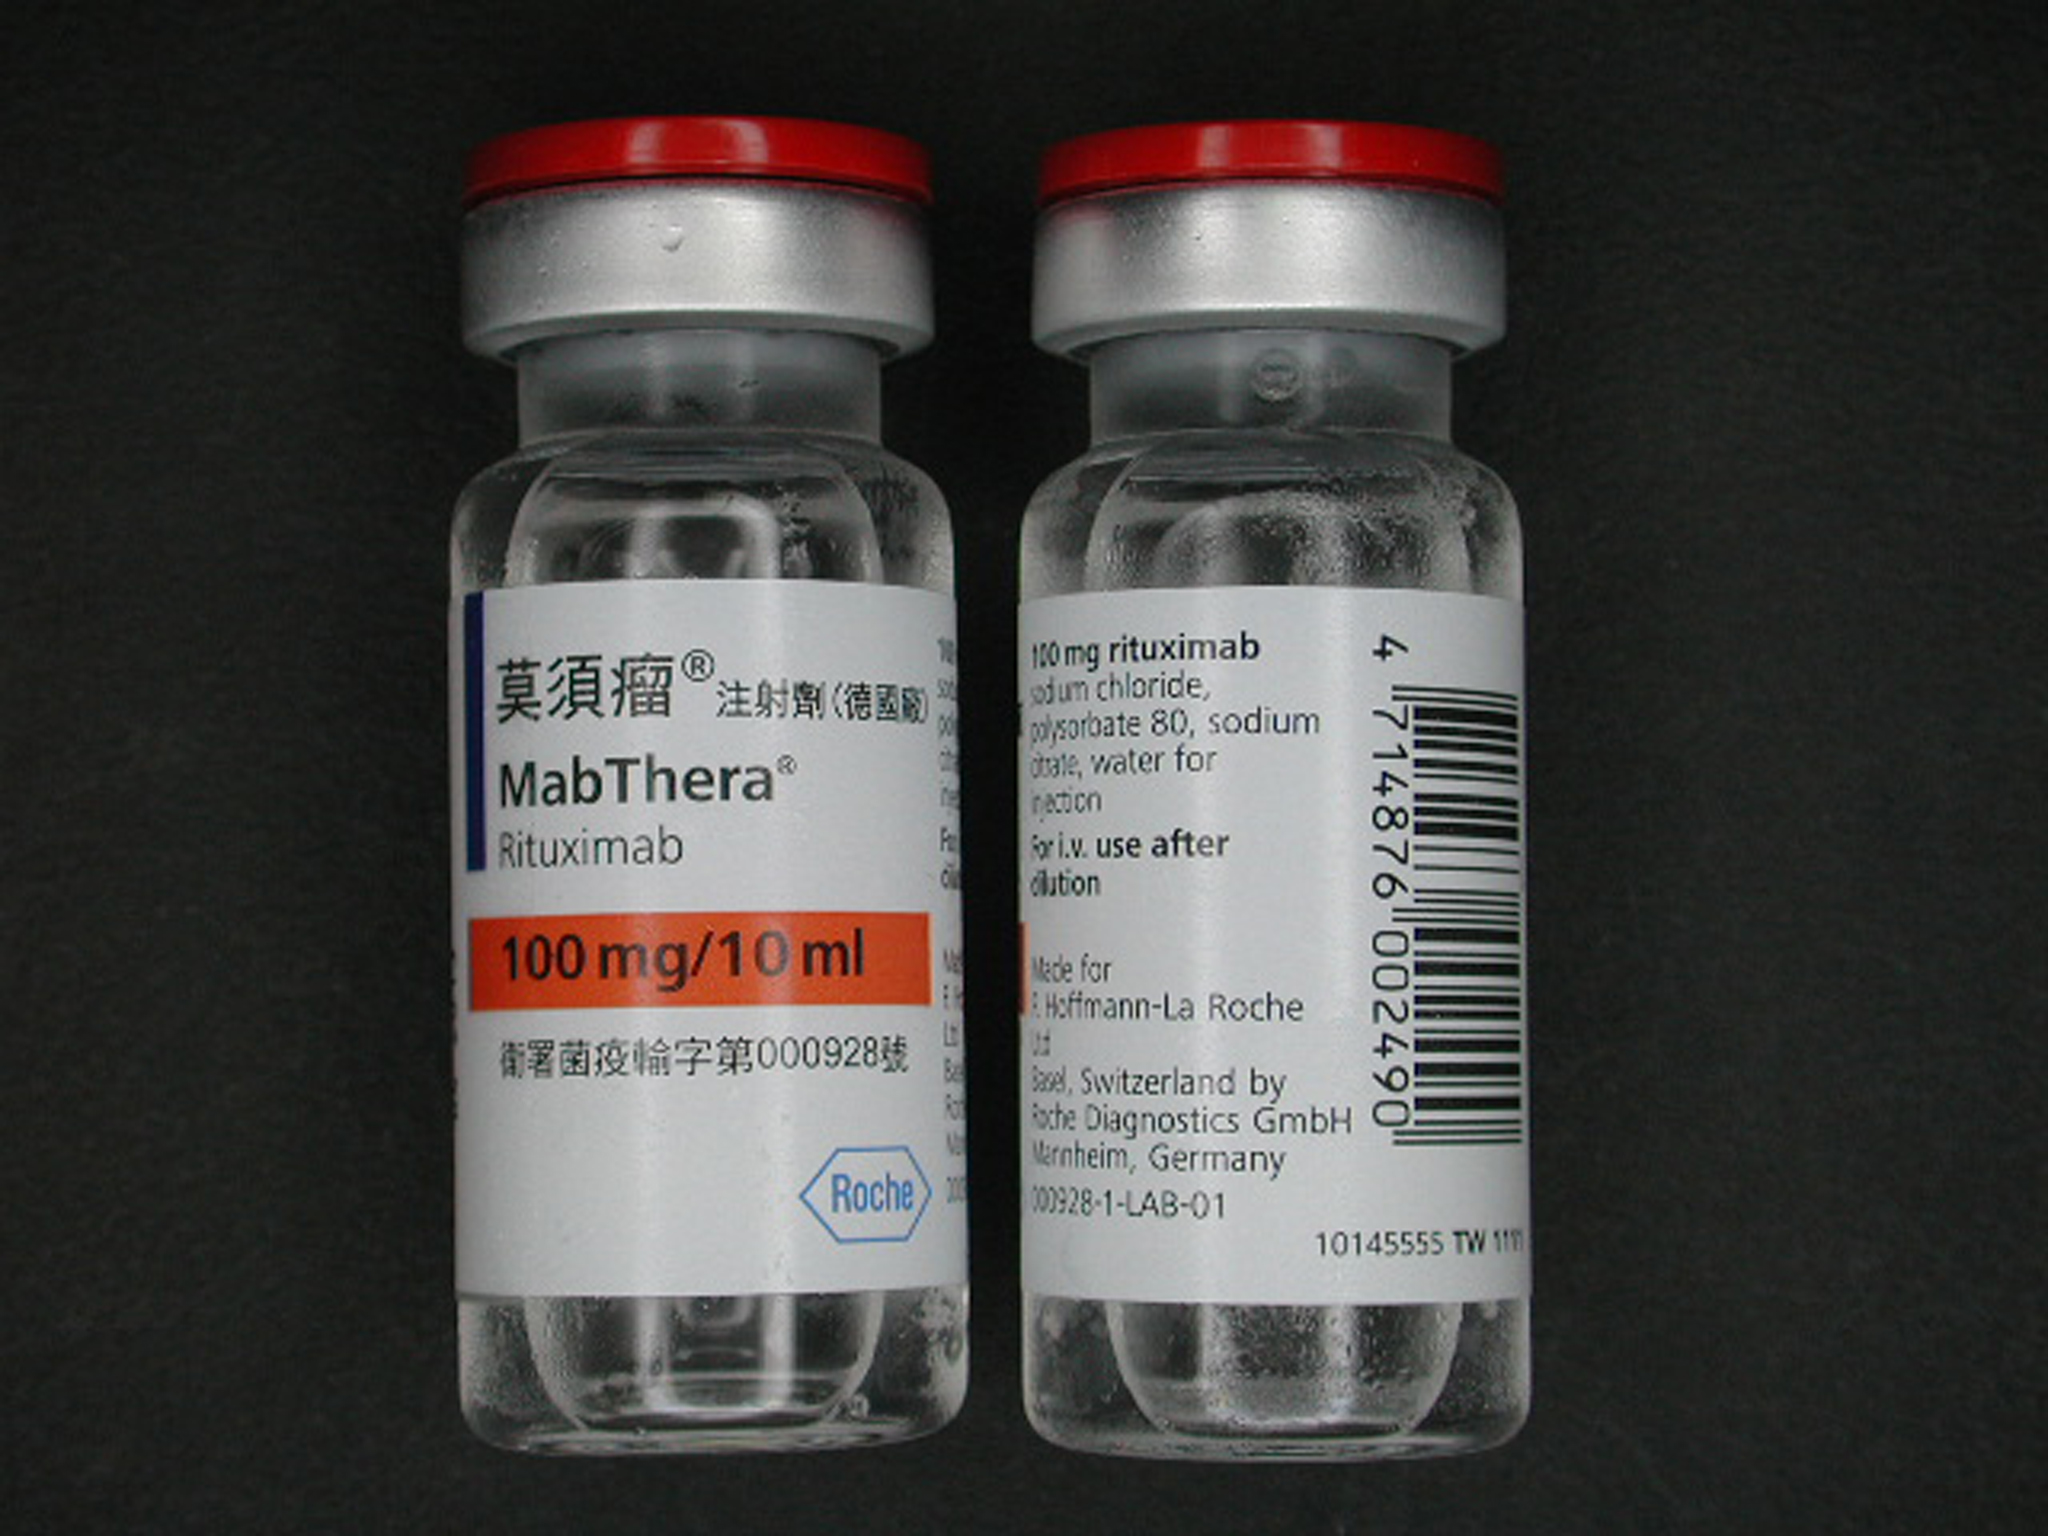 莫須瘤® 注射劑(德國廠)
MabThera®
Rituximab
100 mg/10 ml
衛署菌疫輸字第000928號
Roche
100 mg rituximab
sodium chloride,
polysorbate 80, sodium
citrate, water for
injection
For i.v. use after
dilution
Made for
F. Hoffmann-La Roche
Ltd
Basel, Switzerland by
Roche Diagnostics GmbH
Mannheim, Germany
000928-1-LAB-01
4 714876 002490
10145555 TW